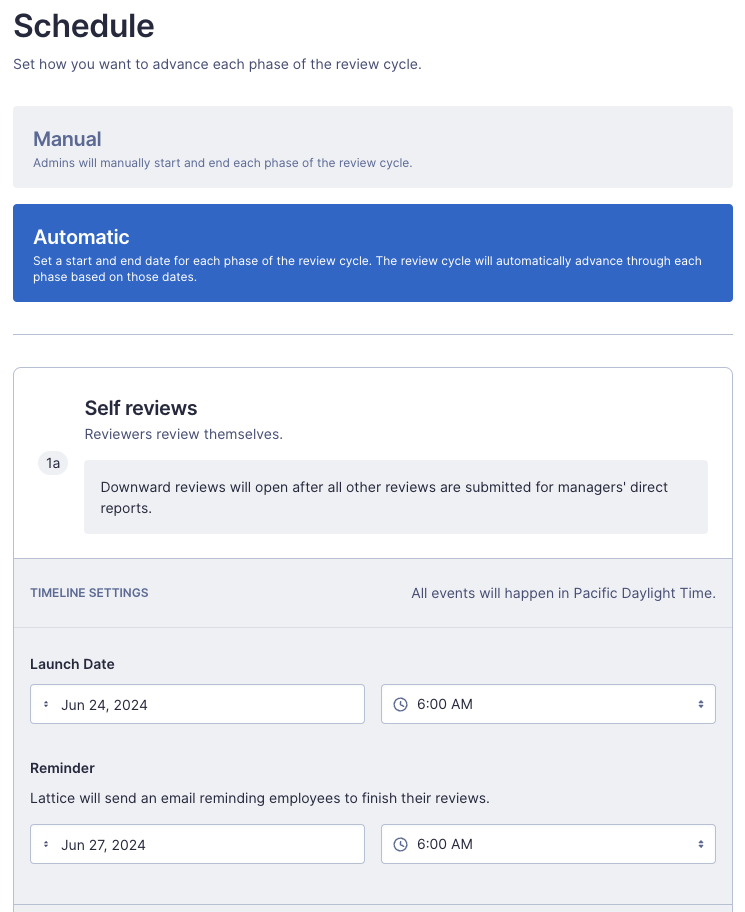 Schedule
Set how you want to advance each phase of the review cycle.
Manual
Admins will manually start and end each phase of the review cycle.
Automatic
Set a start and end date for each phase of the review cycle. The review cycle will automatically advance through each
phase based on those dates.
Self reviews
Reviewers review themselves.
1a
Downward reviews will open after all other reviews are submitted for managers' direct
reports.
TIMELINE SETTINGS
All events will happen in Pacific Daylight Time.
Launch Date
Jun 24, 2024
6:00 AM
Reminder
Lattice will send an email reminding employees to finish their reviews.
Jun 27, 2024
6:00 AM